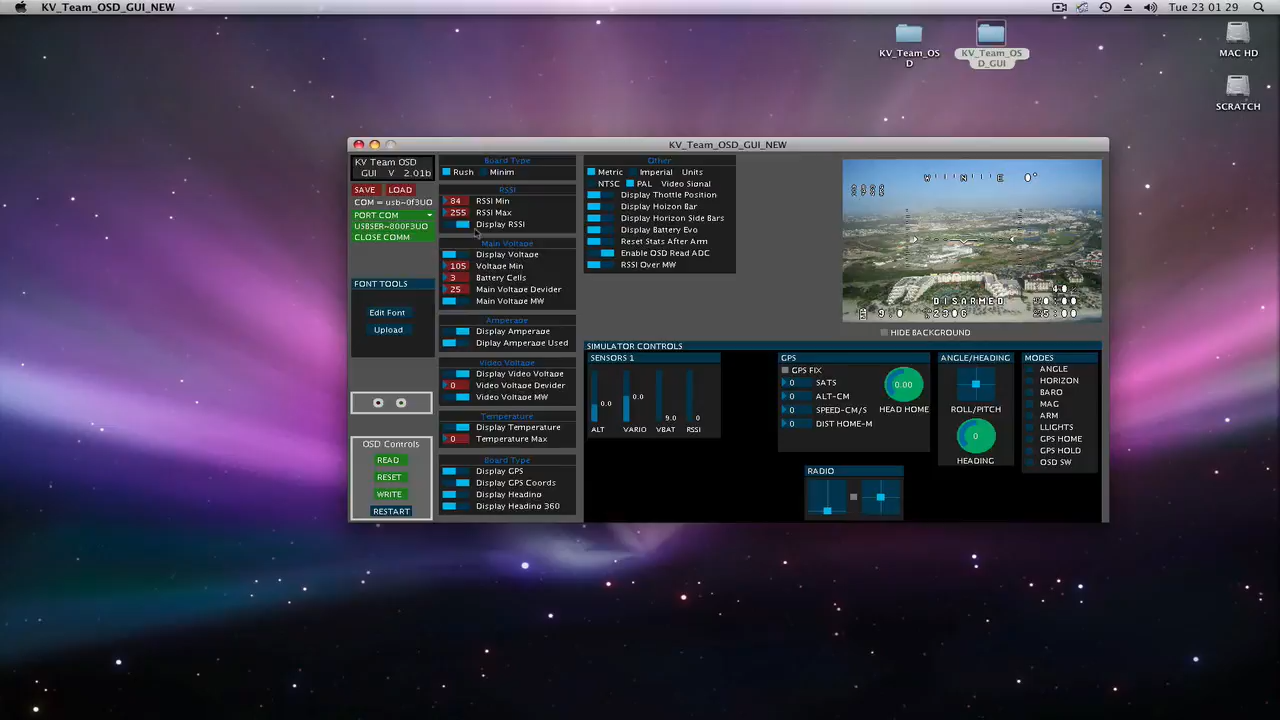 KV_Team_OSD_GUI_NEW
Tue 23 01 29
KV_Team_OS
D
KV_Team_OS
D_GUI
MAC HD
SCRATCH
KV_Team_OSD_GUI_NEW
KV Team OSD
GUI V 2.01b
SAVE LOAD
COM = usb~0f3UO
PORT COM
USBSER~800F3UO
CLOSE COMM
FONT TOOLS
Edit Font
Upload
OSD Controls
READ
RESET
WRITE
RESTART
Board Type
Rush Minim
RSSI
84 RSSI Min
255 RSSI Max
Display RSSI
Main Voltage
Display Voltage
105 Voltage Min
3 Battery Cells
25 Main Voltage Devider
Main Voltage MW
Amperage
Display Amperage
Diplay Amperage Used
Video Voltage
Display Video Voltage
0 Video Voltage Devider
Video Voltage MW
Temperature
Display Temperature
0 Temperature Max
Board Type
Display GPS
Display GPS Coords
Display Heading
Display Heading 360
Other
Metric Imperial Units
NTSC PAL Video Signal
Display Throttle Position
Display Hoizon Bar
Display Horizon Side Bars
Display Battery Evo
Reset Stats After Arm
Enable OSD Read ADC
RSSI Over MW
DISARMED
HIDE BACKGROUND
SIMULATOR CONTROLS
SENSORS 1
0.0
0.0
9.0
0
ALT VARIO VBAT RSSI
GPS
GPS FIX
0 SATS
0 ALT-CM
0 SPEED-CM/S
0 DIST HOME-M
0.00
HEAD HOME
ANGLE/HEADING
ROLL/PITCH
0
HEADING
MODES
ANGLE
HORIZON
BARO
MAG
ARM
LLIGHTS
GPS HOME
GPS HOLD
OSD SW
RADIO